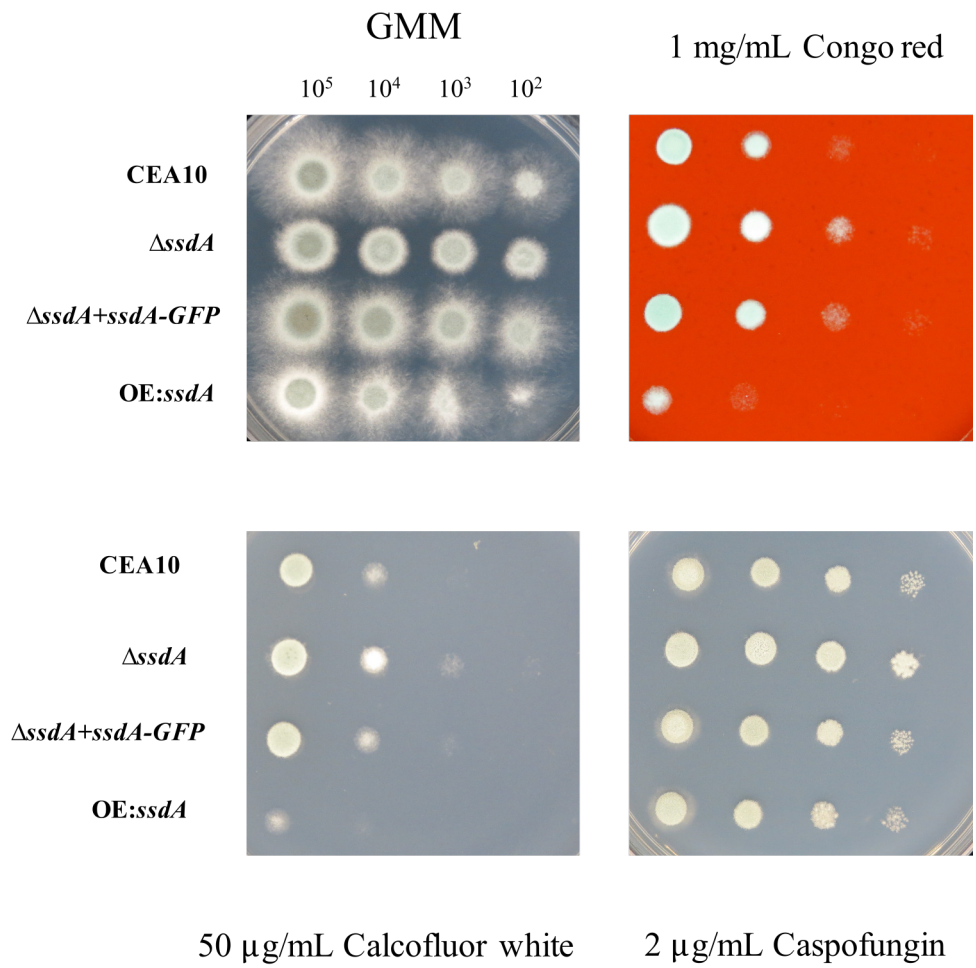 GMM
1 mg/mL Congo red
10⁵ 10⁴ 10³ 10²
CEA10
ΔssdA
ΔssdA+ssdA-GFP
OE:ssdA
CEA10
ΔssdA
ΔssdA+ssdA-GFP
OE:ssdA
50 µg/mL Calcofluor white
2 µg/mL Caspofungin